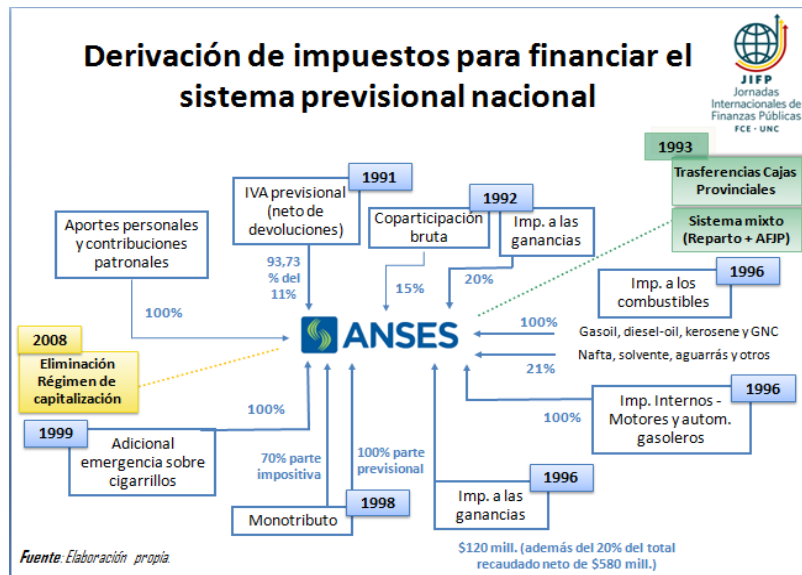 Derivación de impuestos para financiar el
sistema previsional nacional
JIFP
Jornadas
Internacionales de
Finanzas Públicas
FCE - UNC
1993
Trasferencias Cajas
Provinciales
Sistema mixto
(Reparto + AFJP)
1991
IVA previsional
(neto de
devoluciones)
93,73
% del
11%
1992
Coparticipación
bruta
15%
Imp. a las
ganancias
20%
Aportes personales
y contribuciones
patronales
100%
1996
Imp. a los
combustibles
100%
Gasoil, diesel-oil, kerosene y GNC
Nafta, solvente, aguarrás y otros
21%
ANSES
2008
Eliminación
Régimen de
capitalización
1996
Imp. Internos -
Motores y autom.
gasoleros
100%
1999
Adicional
emergencia sobre
cigarrillos
100%
70% parte
impositiva
100% parte
previsional
1998
Monotributo
1996
Imp. a las
ganancias
$120 mill. (además del 20% del total
recaudado neto de $580 mill.)
Fuente: Elaboración propia.